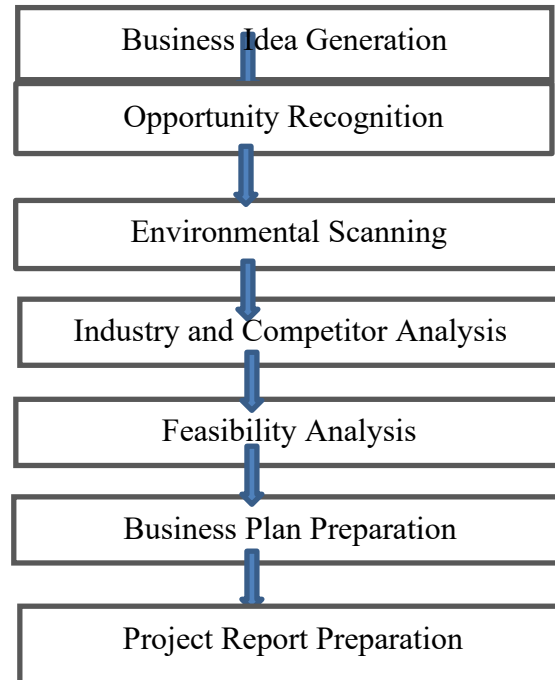 Business Idea Generation
Opportunity Recognition
Environmental Scanning
Industry and Competitor Analysis
Feasibility Analysis
Business Plan Preparation
Project Report Preparation